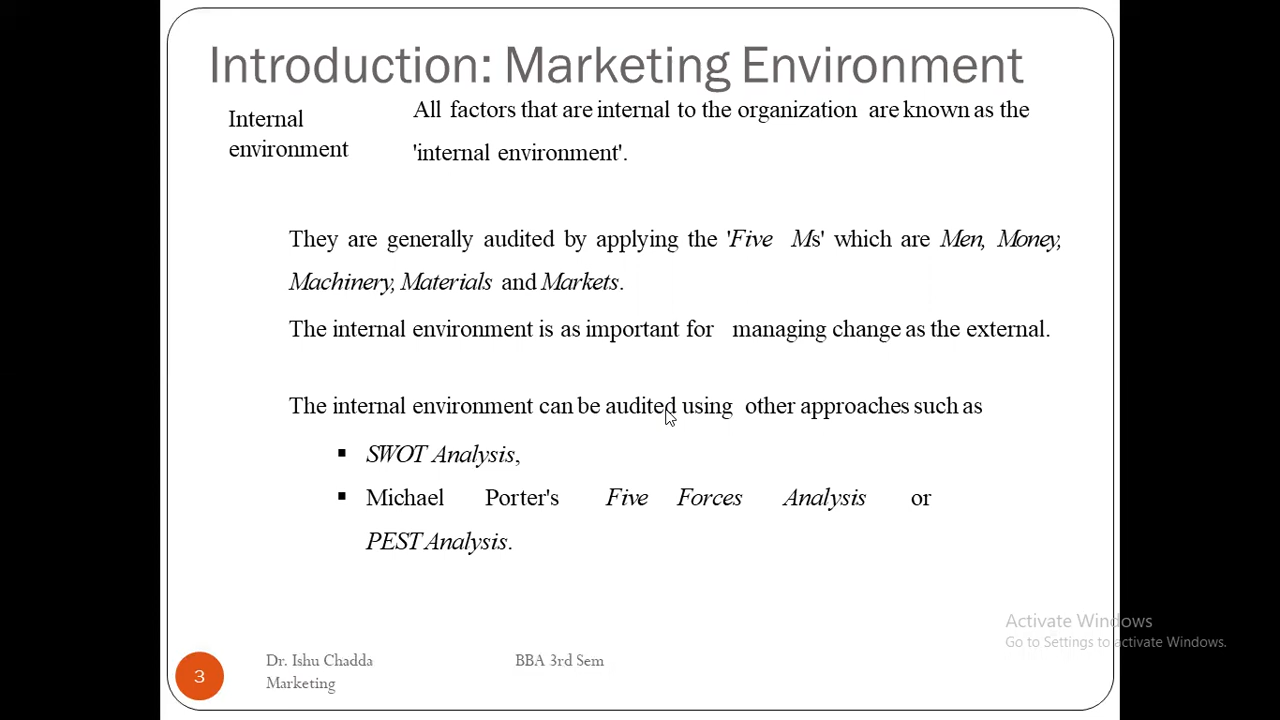 Introduction: Marketing Environment
Internal
environment
All factors that are internal to the organization are known as the
'internal environment'.
They are generally audited by applying the 'Five Ms' which are Men, Money,
Machinery, Materials and Markets.
The internal environment is as important for managing change as the external.
The internal environment can be audited using other approaches such as
▪ SWOT Analysis,
▪ Michael Porter's Five Forces Analysis or
PEST Analysis.
Activate Windows
Go to Settings to activate Windows.
3
Dr. Ishu Chadda
Marketing
BBA 3rd Sem